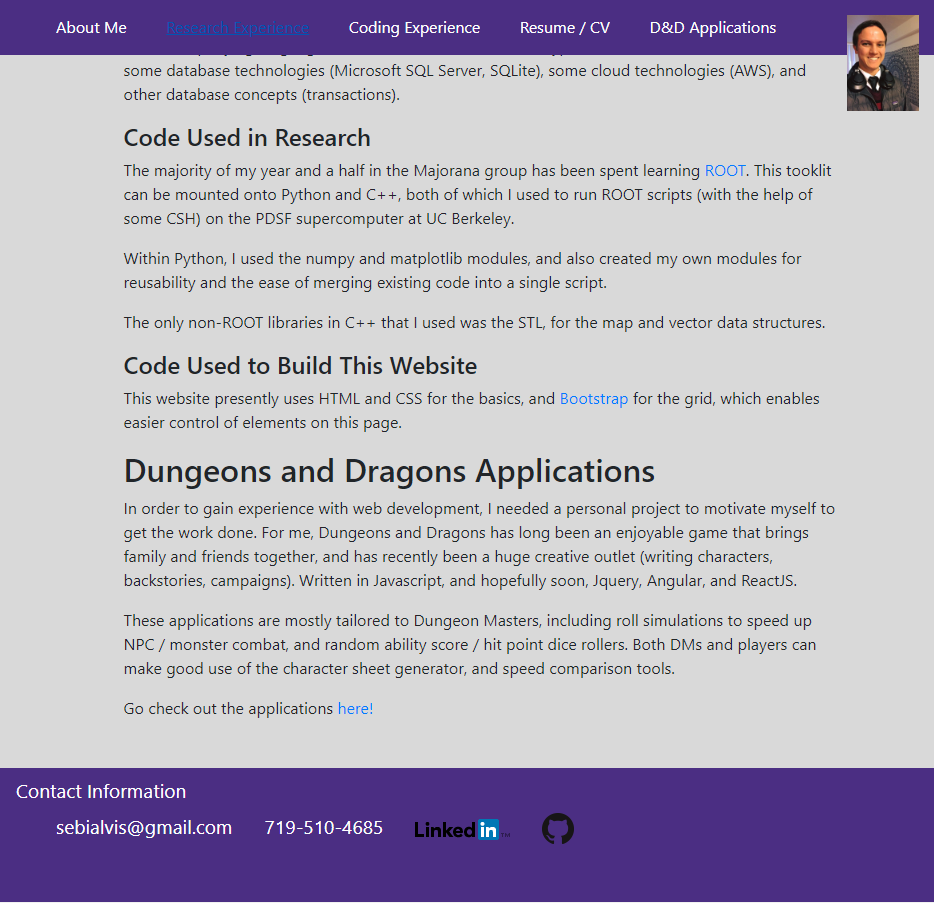 About Me Research Experience Coding Experience Resume / CV D&D Applications
some database technologies (Microsoft SQL Server, SQLite), some cloud technologies (AWS), and
other database concepts (transactions).
Code Used in Research
The majority of my year and a half in the Majorana group has been spent learning ROOT. This tooklit
can be mounted onto Python and C++, both of which I used to run ROOT scripts (with the help of
some CSH) on the PDSF supercomputer at UC Berkeley.
Within Python, I used the numpy and matplotlib modules, and also created my own modules for
reusability and the ease of merging existing code into a single script.
The only non-ROOT libraries in C++ that I used was the STL, for the map and vector data structures.
Code Used to Build This Website
This website presently uses HTML and CSS for the basics, and Bootstrap for the grid, which enables
easier control of elements on this page.
Dungeons and Dragons Applications
In order to gain experience with web development, I needed a personal project to motivate myself to
get the work done. For me, Dungeons and Dragons has long been an enjoyable game that brings
family and friends together, and has recently been a huge creative outlet (writing characters,
backstories, campaigns). Written in Javascript, and hopefully soon, Jquery, Angular, and ReactJS.
These applications are mostly tailored to Dungeon Masters, including roll simulations to speed up
NPC / monster combat, and random ability score / hit point dice rollers. Both DMs and players can
make good use of the character sheet generator, and speed comparison tools.
Go check out the applications here!
Contact Information
sebialvis@gmail.com 719-510-4685 Linked in TM